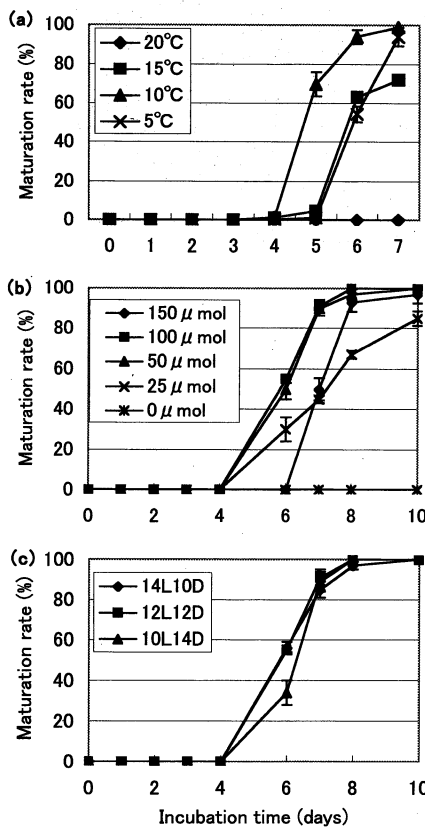 (a)
Maturation rate (%)
100
80
60
40
20
0
20℃
15℃
10℃
5℃
0 1 2 3 4 5 6 7
(b)
Maturation rate (%)
100
80
60
40
20
0
150 μ mol
100 μ mol
50 μ mol
25 μ mol
0 μ mol
0 2 4 6 8 10
(c)
Maturation rate (%)
100
80
60
40
20
0
14L10D
12L12D
10L14D
0 2 4 6 8 10
Incubation time (days)